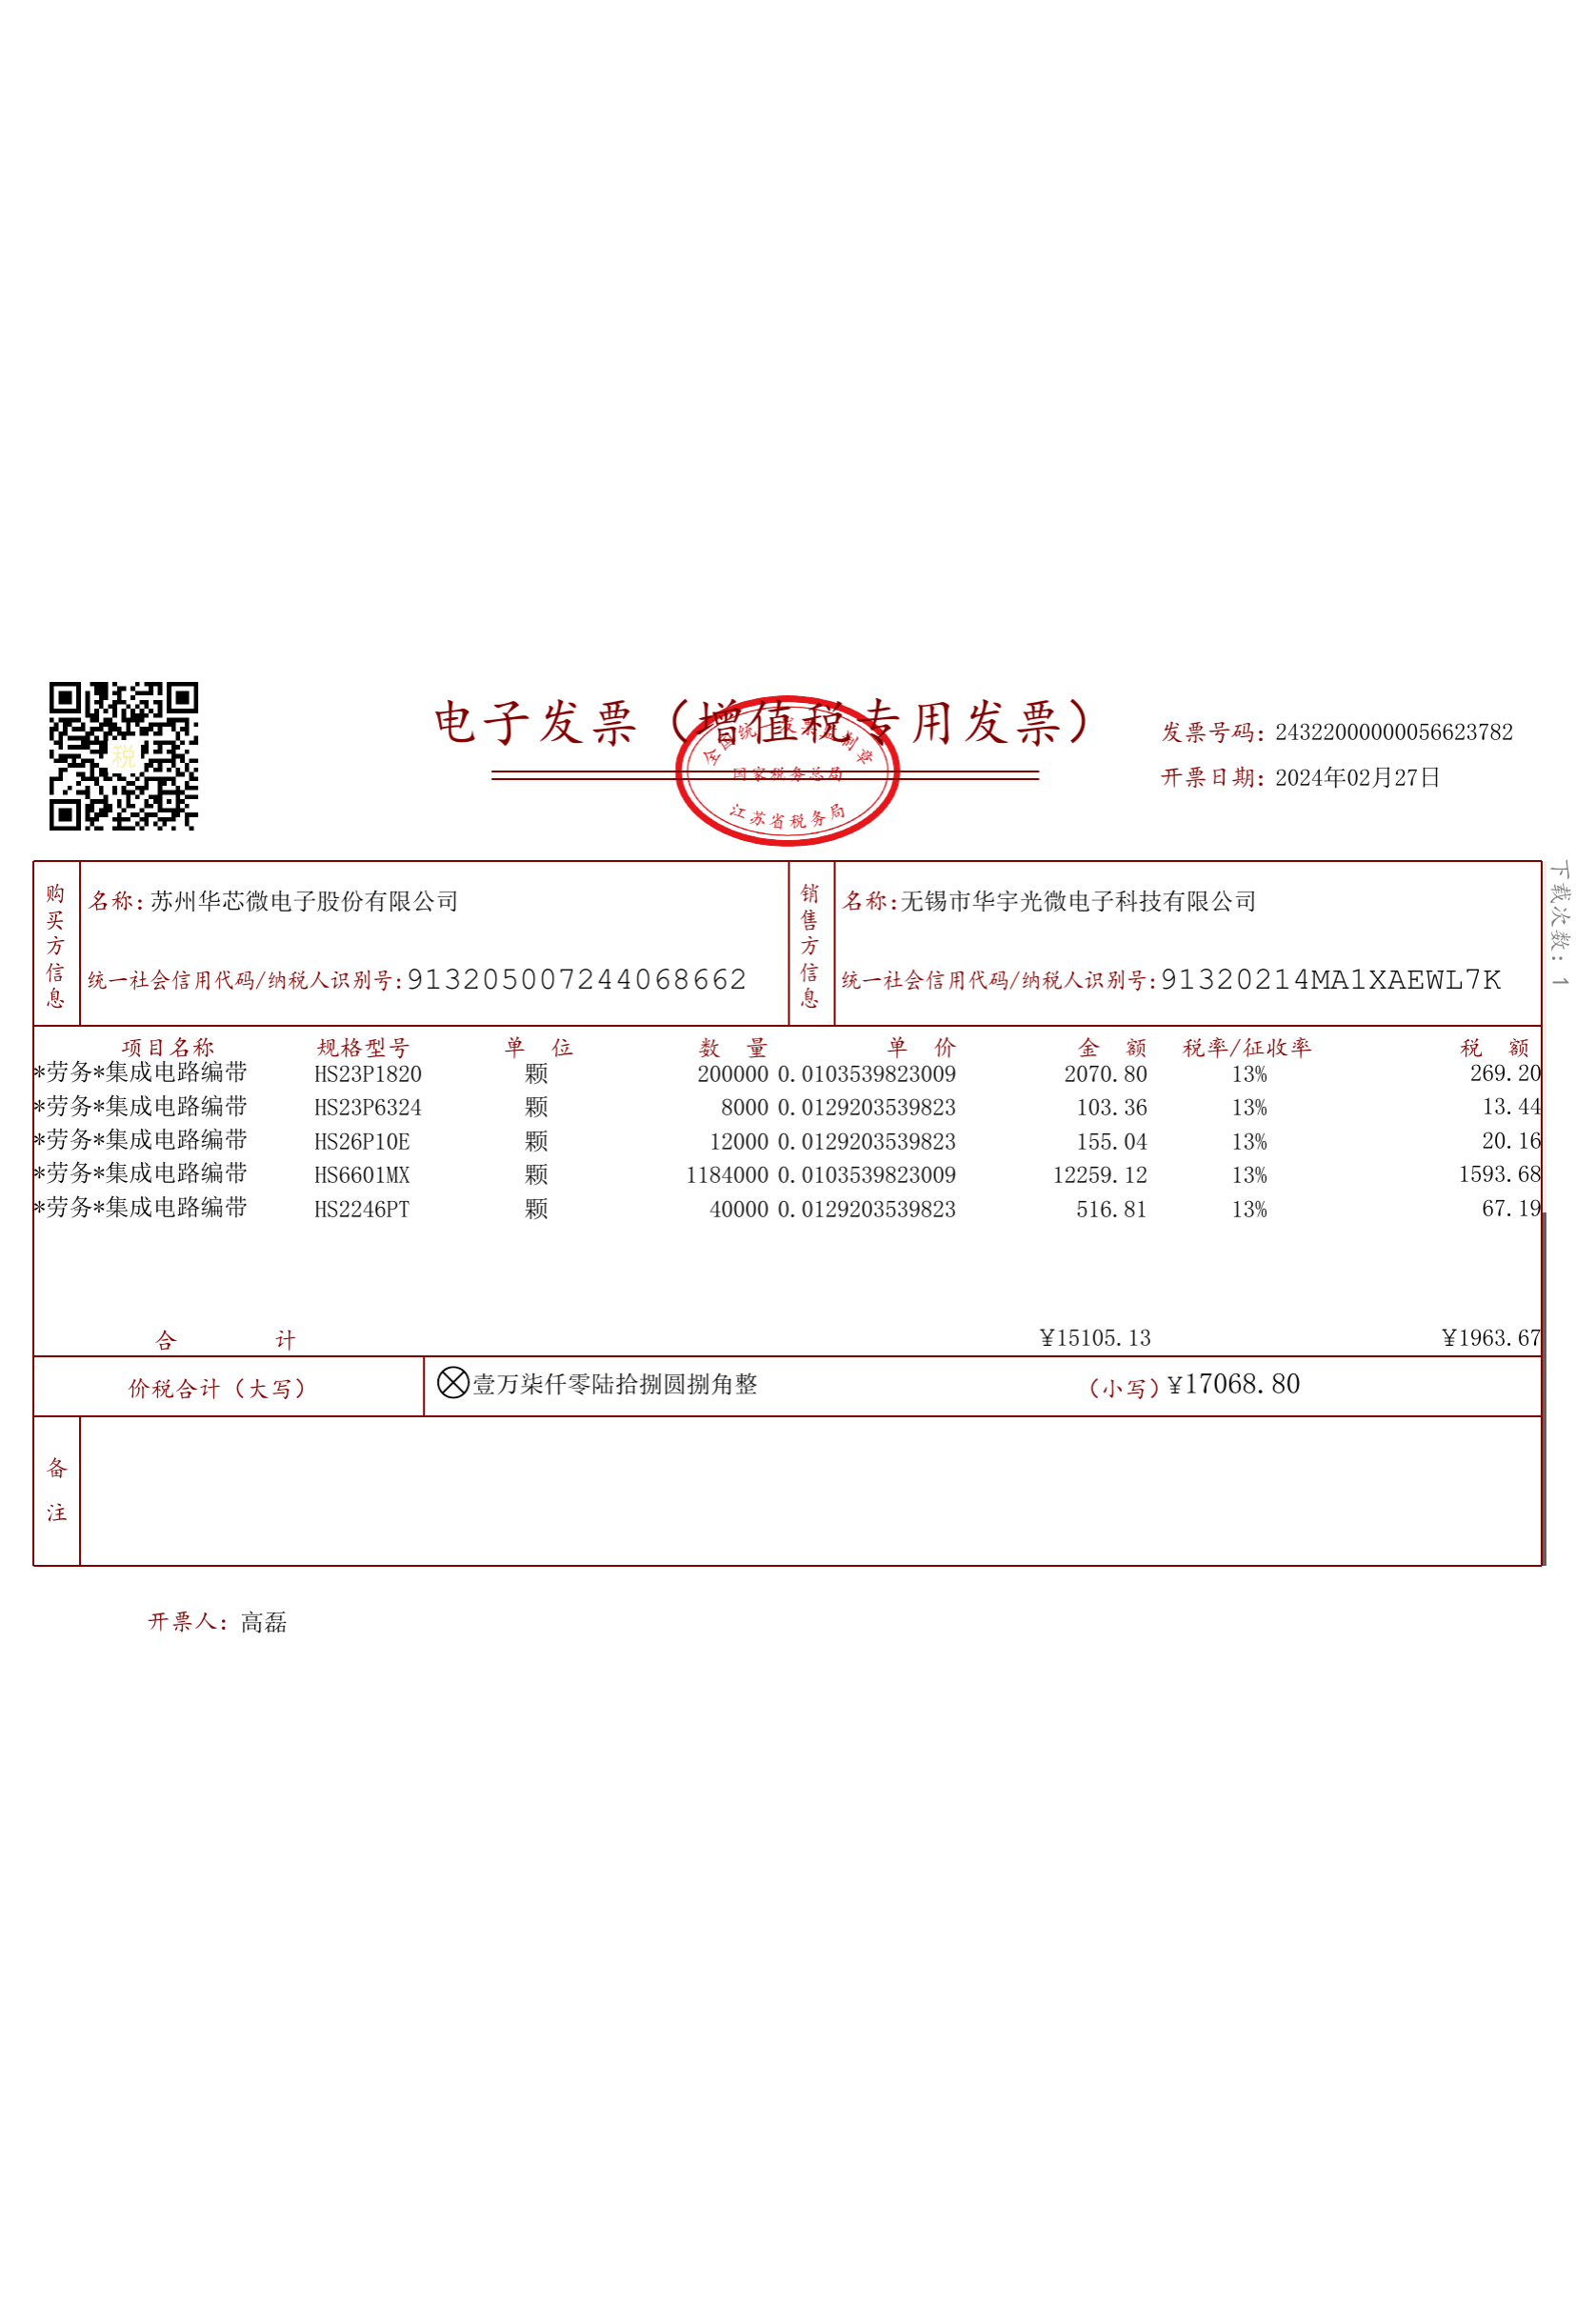 电子发票（增值税专用发票）
全国统一发票监制章
国家税务总局
江苏省税务局
税
发票号码：24322000000056623782
开票日期：2024年02月27日
下载次数：1
购买方信息
名称：苏州华芯微电子股份有限公司
统一社会信用代码/纳税人识别号：913205007244068662
销售方信息
名称：无锡市华宇光微电子科技有限公司
统一社会信用代码/纳税人识别号：91320214MA1XAEWL7K
项目名称 规格型号 单 位 数 量 单 价 金 额 税率/征收率 税 额
*劳务*集成电路编带 HS23P1820 颗 200000 0.0103539823009 2070.80 13% 269.20
*劳务*集成电路编带 HS23P6324 颗 8000 0.0129203539823 103.36 13% 13.44
*劳务*集成电路编带 HS26P10E 颗 12000 0.0129203539823 155.04 13% 20.16
*劳务*集成电路编带 HS6601MX 颗 1184000 0.0103539823009 12259.12 13% 1593.68
*劳务*集成电路编带 HS2246PT 颗 40000 0.0129203539823 516.81 13% 67.19
合 计 ¥15105.13 ¥1963.67
价税合计（大写） 壹万柒仟零陆拾捌圆捌角整 （小写）¥17068.80
备注
开票人：高磊